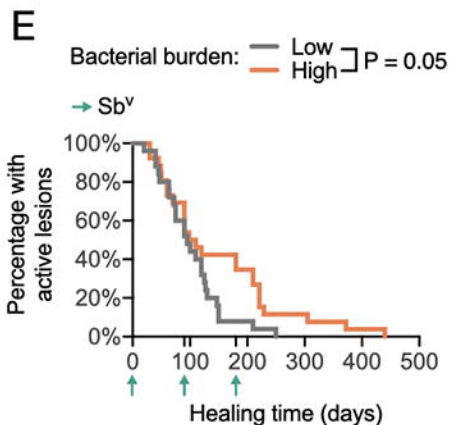 E
Bacterial burden: Low
High
P = 0.05
Sbᵛ
Percentage with
active lesions
100%
80%
60%
40%
20%
0%
0 100 200 300 400 500
Healing time (days)